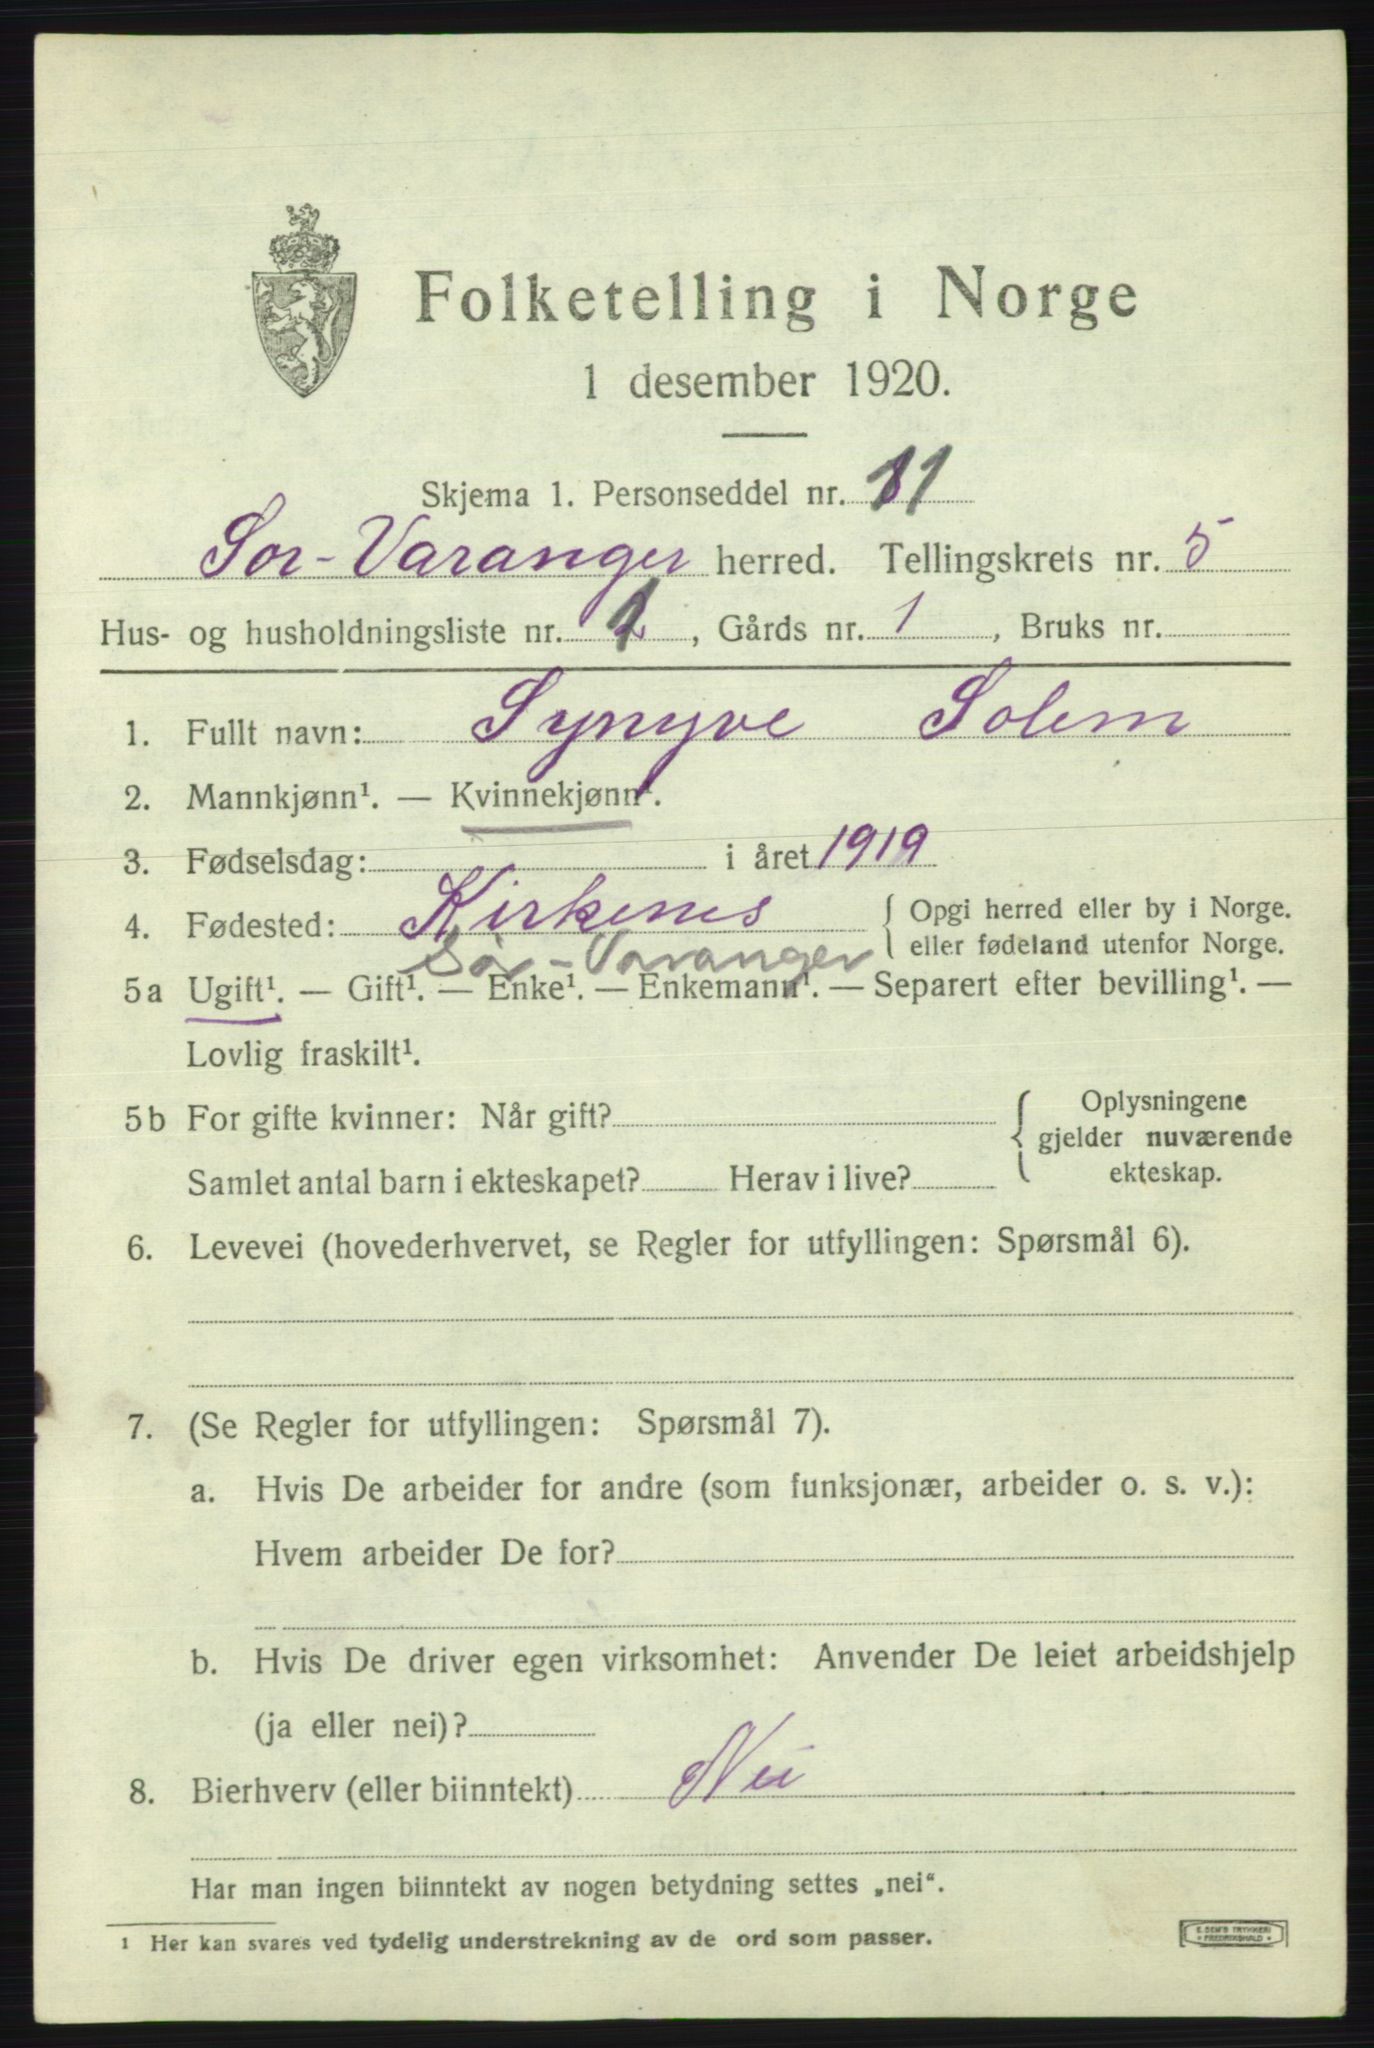 Folketelling i Norge
1 desember 1920.
Skjema 1. Personseddel nr. 11
Sor-Varanger herred. Tellingskrets nr. 5
Hus- og husholdningsliste nr. , Gårds nr. 1, Bruks nr.
1. Fullt navn: Synyve Solem
2. Mannkjønn¹. — Kvinnekjønn¹.
3. Fødselsdag: i året 1919
4. Fødested: Kirkenes { Opgi herred eller by i Norge.
eller fødeland utenfor Norge.
Sør-Varanger
5a Ugift¹. — Gift¹. — Enke¹. — Enkemann¹. — Separert efter bevilling¹. —
Lovlig fraskilt¹.
5b For gifte kvinner: Når gift? { Oplysningene
gjelder nuværende
Samlet antal barn i ekteskapet? Herav i live? ekteskap.
6. Levevei (hovederhvervet, se Regler for utfyllingen: Spørsmål 6).
7. (Se Regler for utfyllingen: Spørsmål 7).
a. Hvis De arbeider for andre (som funksjonær, arbeider o. s. v.):
Hvem arbeider De for?
b. Hvis De driver egen virksomhet: Anvender De leiet arbeidshjelp
(ja eller nei)?
8. Bierhverv (eller biinntekt) Nei
Har man ingen biinntekt av nogen betydning settes „nei“.
¹ Her kan svares ved tydelig understrekning av de ord som passer.
E. SEM'S TRYKKERI
FREDRIKSHALD